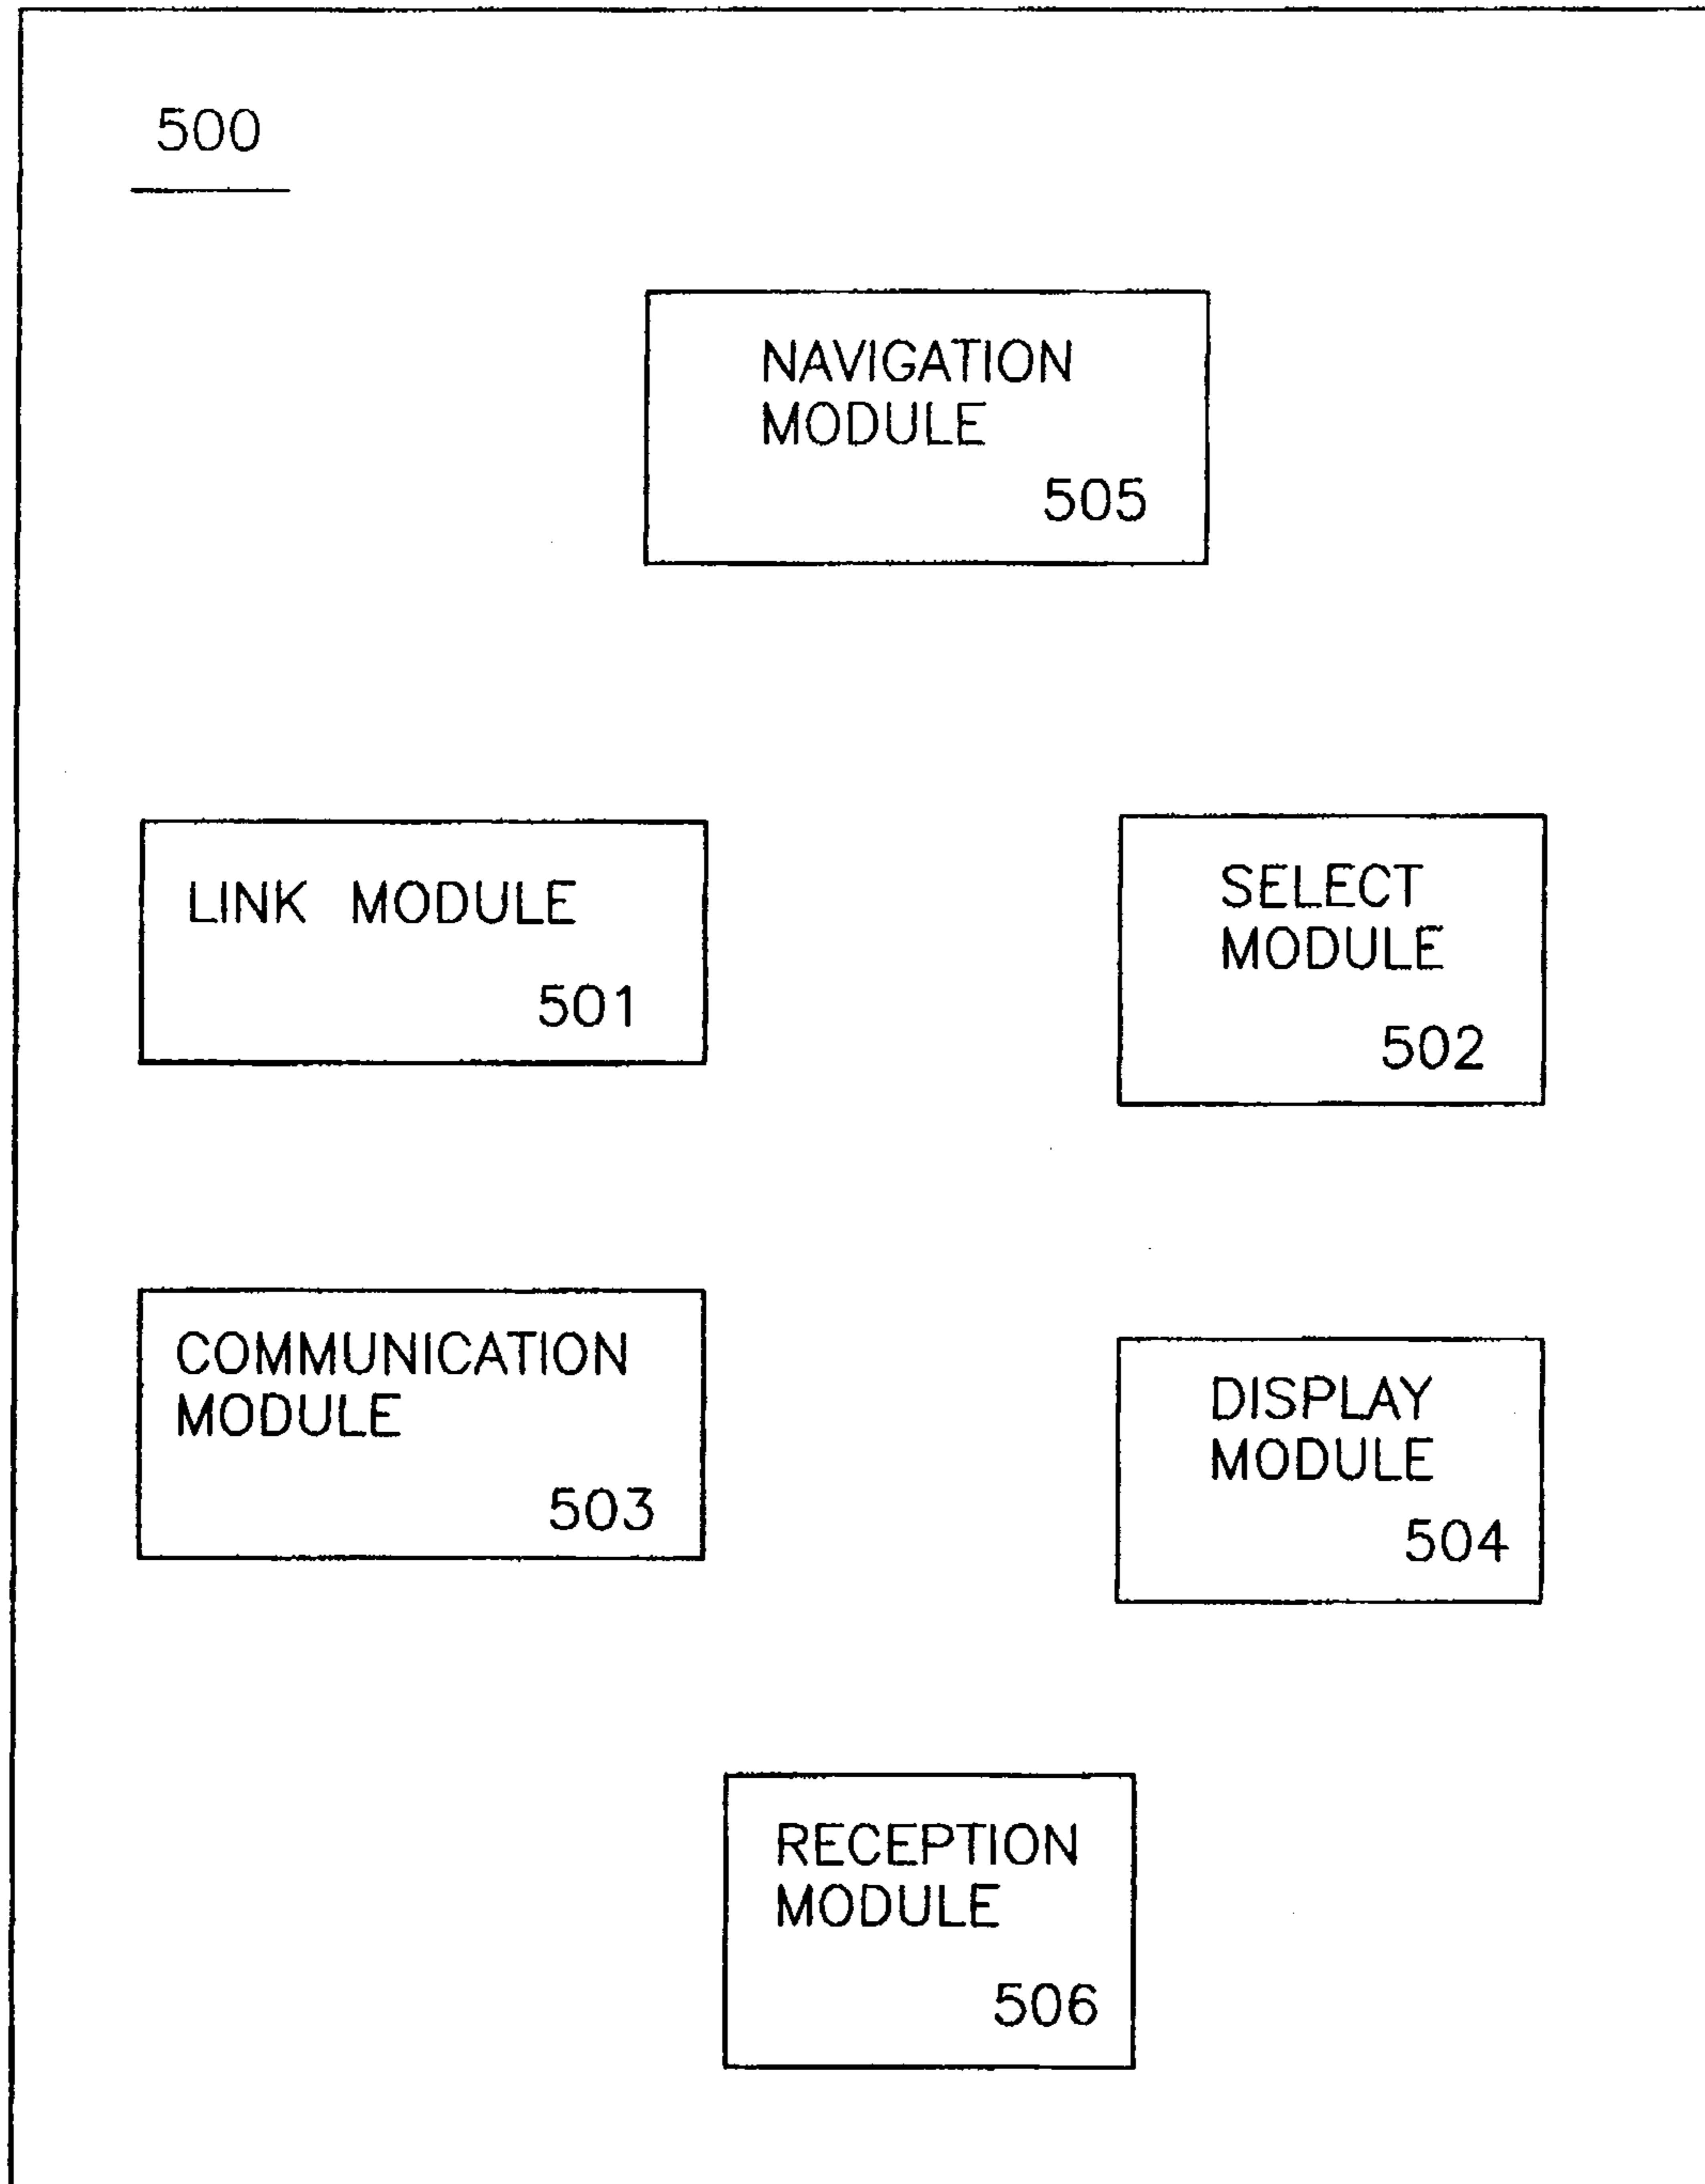 500
NAVIGATION
MODULE
505
LINK MODULE
501
SELECT
MODULE
502
COMMUNICATION
MODULE
503
DISPLAY
MODULE
504
RECEPTION
MODULE
506